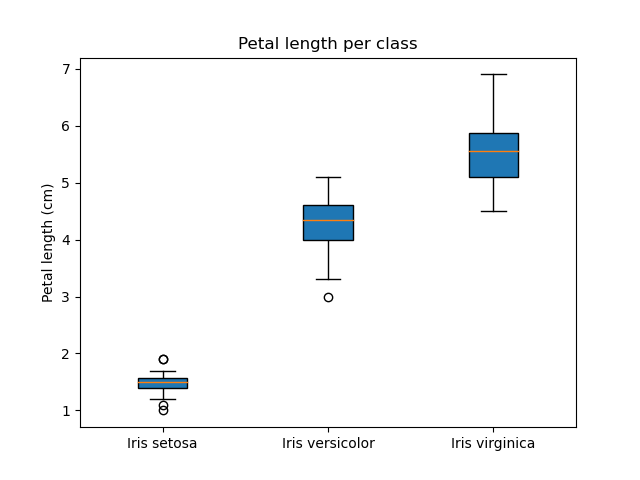 Petal length per class
Petal length (cm)
7
6
5
4
3
2
1
Iris setosa
Iris versicolor
Iris virginica